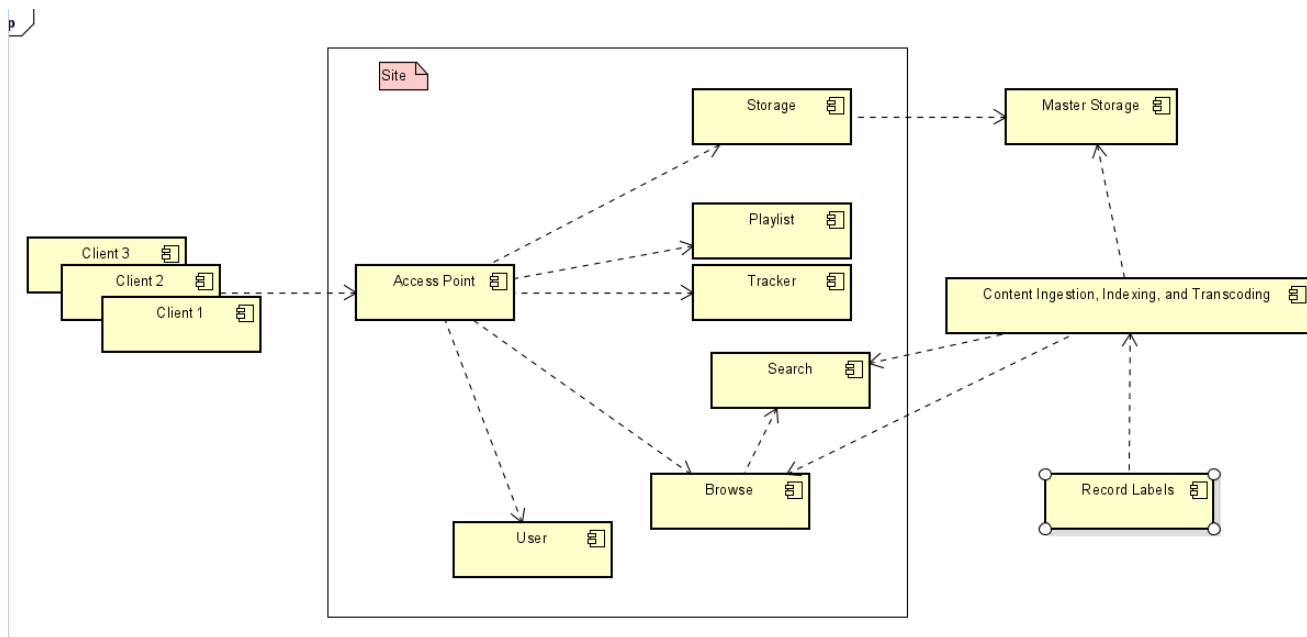 p
Site
Storage
Master Storage
Playlist
Client 3
Client 2
Client 1
Access Point
Tracker
Content Ingestion, Indexing, and Transcoding
Search
Browse
Record Labels
User